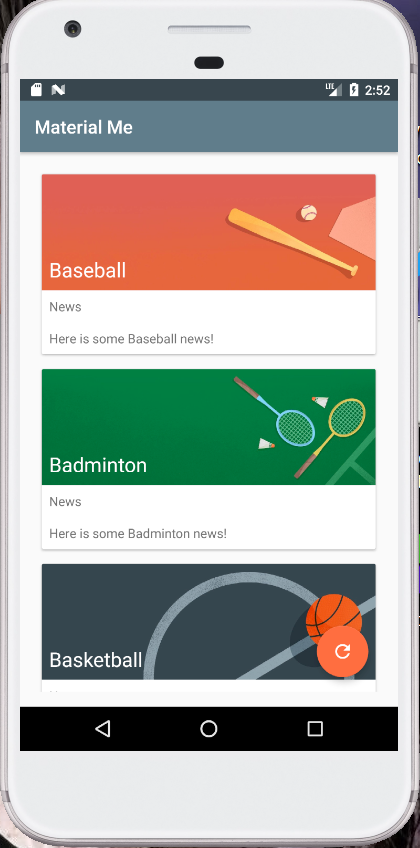 LTE 2:52
Material Me
Baseball
News
Here is some Baseball news!
Badminton
News
Here is some Badminton news!
Basketball